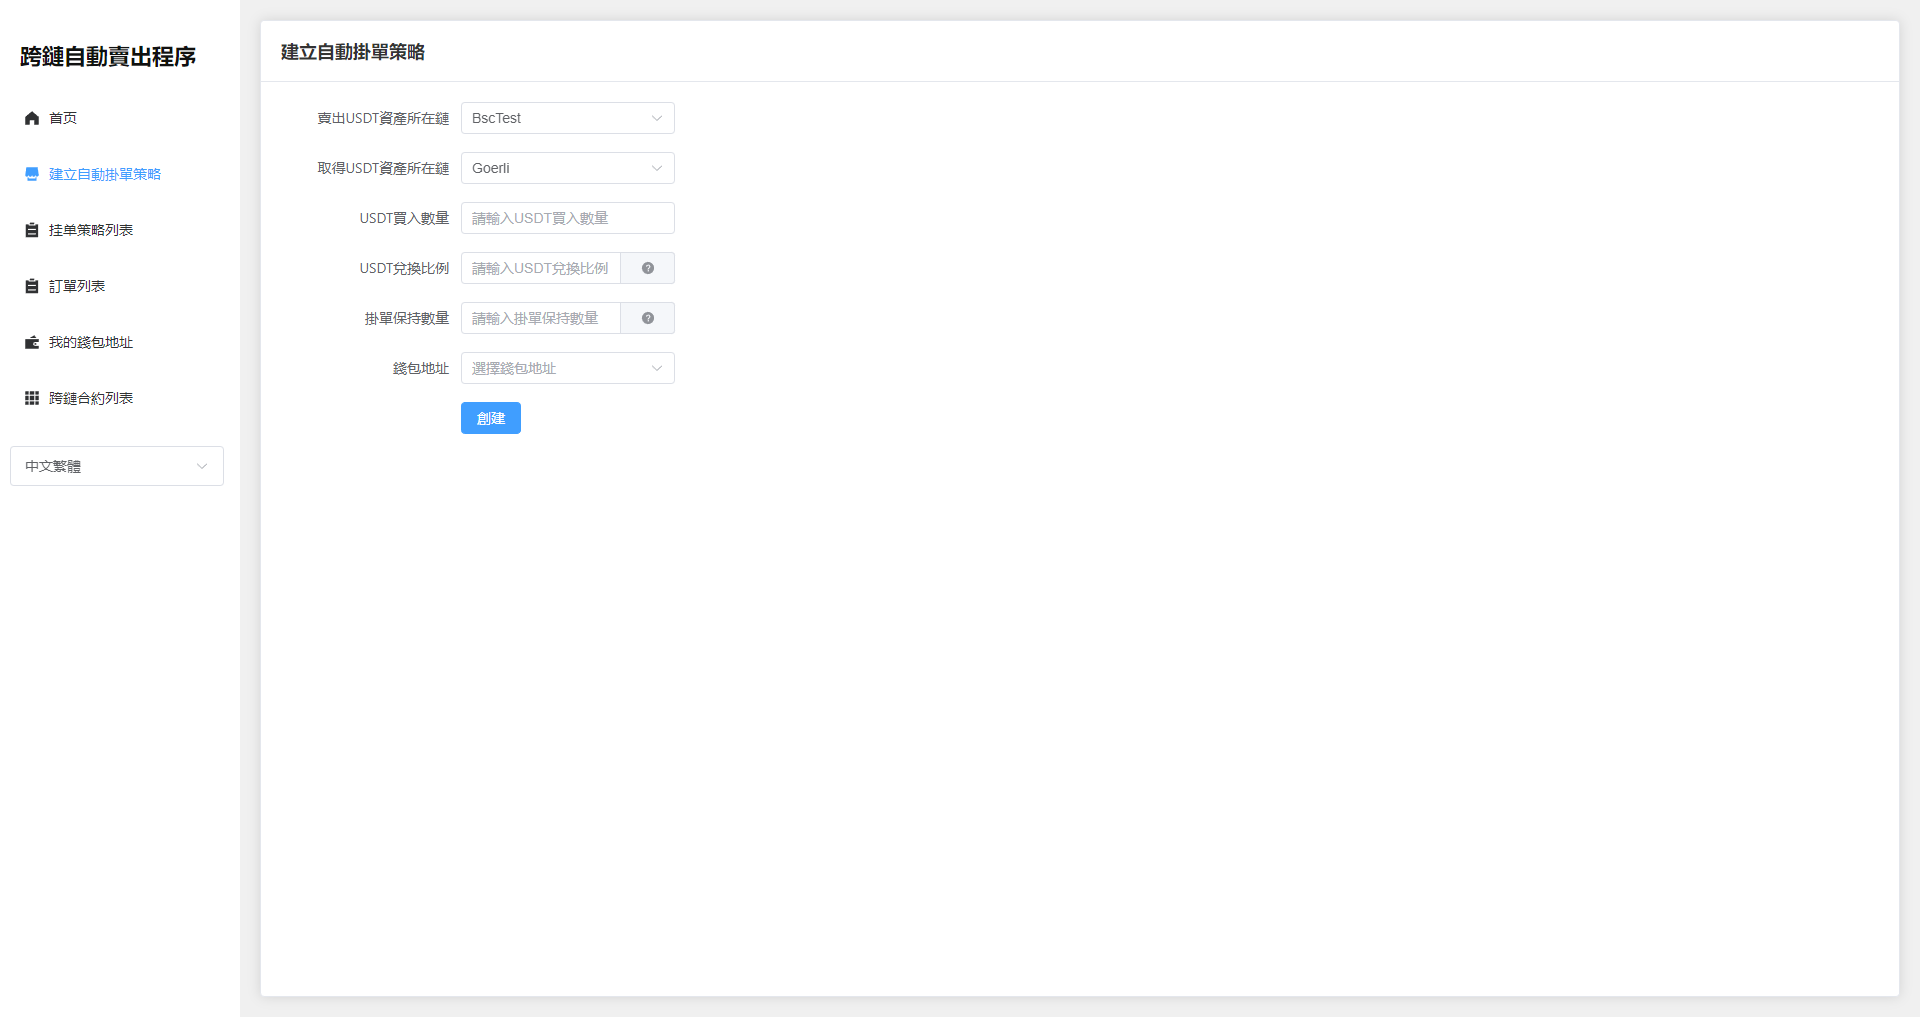 跨鏈自動賣出程序
首页
建立自動掛單策略
挂单策略列表
訂單列表
我的錢包地址
跨鏈合約列表
中文繁體
建立自動掛單策略
賣出USDT資產所在鏈 BscTest
取得USDT資產所在鏈 Goerli
USDT買入數量 請輸入USDT買入數量
USDT兌換比例 請輸入USDT兌換比例
掛單保持數量 請輸入掛單保持數量
錢包地址 選擇錢包地址
創建